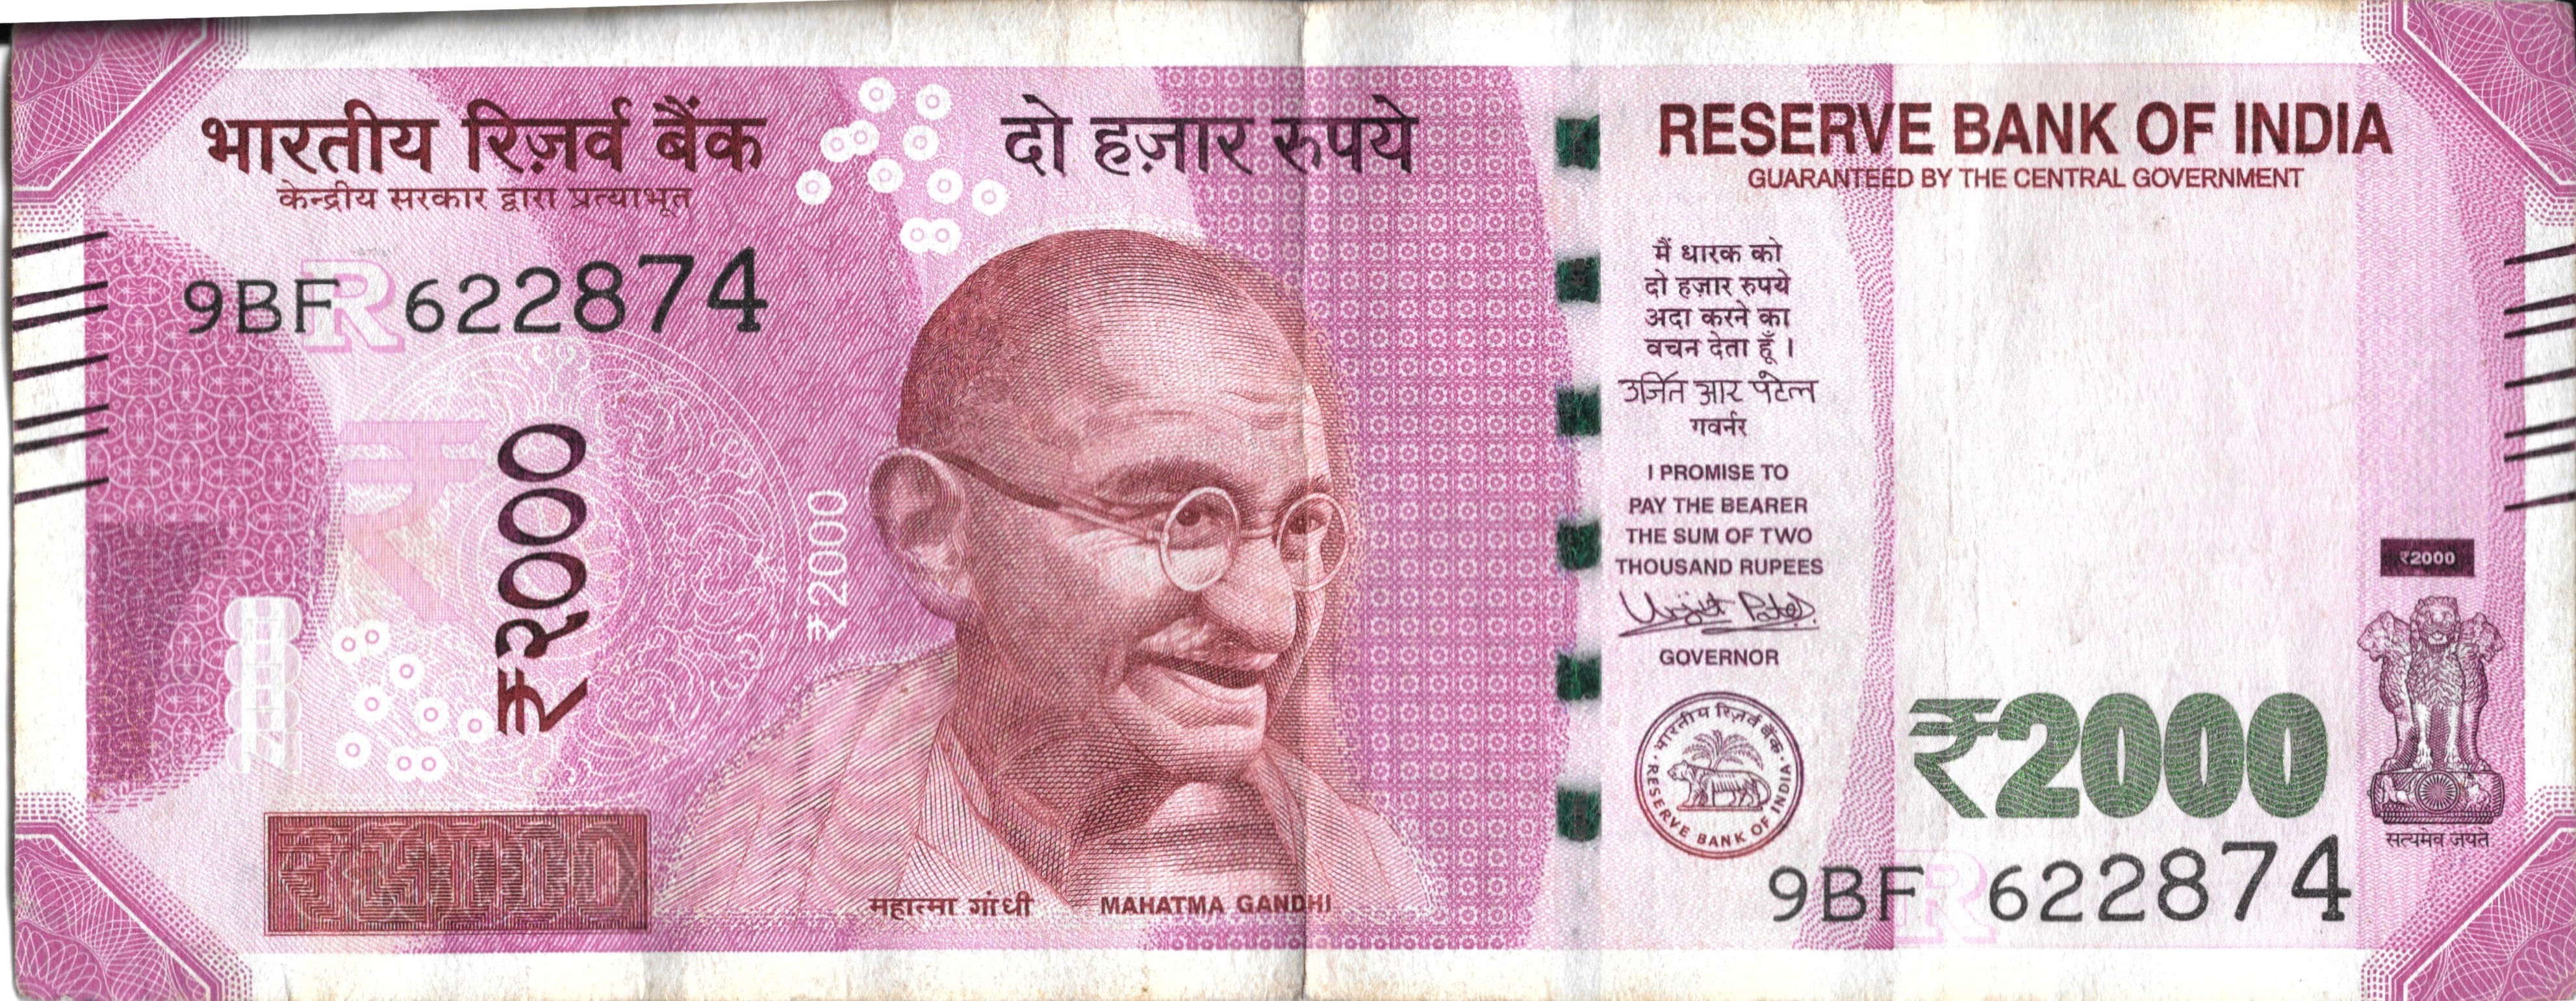 भारतीय रिज़र्व बैंक
केन्द्रीय सरकार द्वारा प्रत्याभूत
दो हज़ार रुपये
RESERVE BANK OF INDIA
GUARANTEED BY THE CENTRAL GOVERNMENT
9BF R 622874
₹२०००
₹2000
मैं धारक को
दो हज़ार रुपये
अदा करने का
वचन देता हूँ ।
उर्जित आर पटेल
गवर्नर
I PROMISE TO
PAY THE BEARER
THE SUM OF TWO
THOUSAND RUPEES
Urjit Patel
GOVERNOR
भारतीय रिज़र्व बैंक
RESERVE BANK OF INDIA
₹2000
₹2000
सत्यमेव जयते
9BF R 622874
महात्मा गांधी
MAHATMA GANDHI